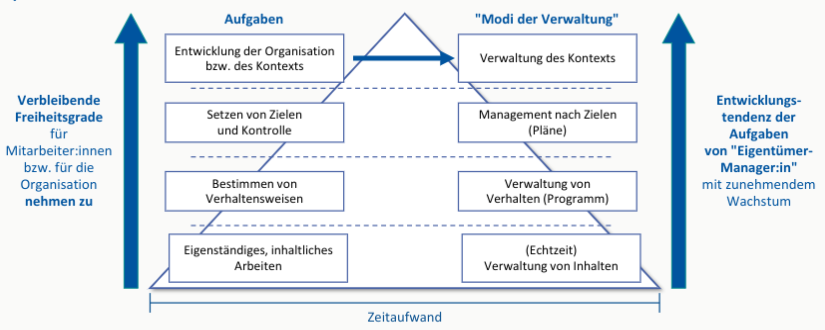 Aufgaben
"Modi der Verwaltung"
Entwicklung der Organisation
bzw. des Kontexts
Verwaltung des Kontexts
Verbleibende
Freiheitsgrade
für
Mitarbeiter:innen
bzw. für die
Organisation
nehmen zu
Setzen von Zielen
und Kontrolle
Management nach Zielen
(Pläne)
Entwicklungs-
tendenz der
Aufgaben
von "Eigentümer-
Manager:in"
mit zunehmendem
Wachstum
Bestimmen von
Verhaltensweisen
Verwaltung von
Verhalten (Programm)
Eigenständiges, inhaltliches
Arbeiten
(Echtzeit)
Verwaltung von Inhalten
Zeitaufwand